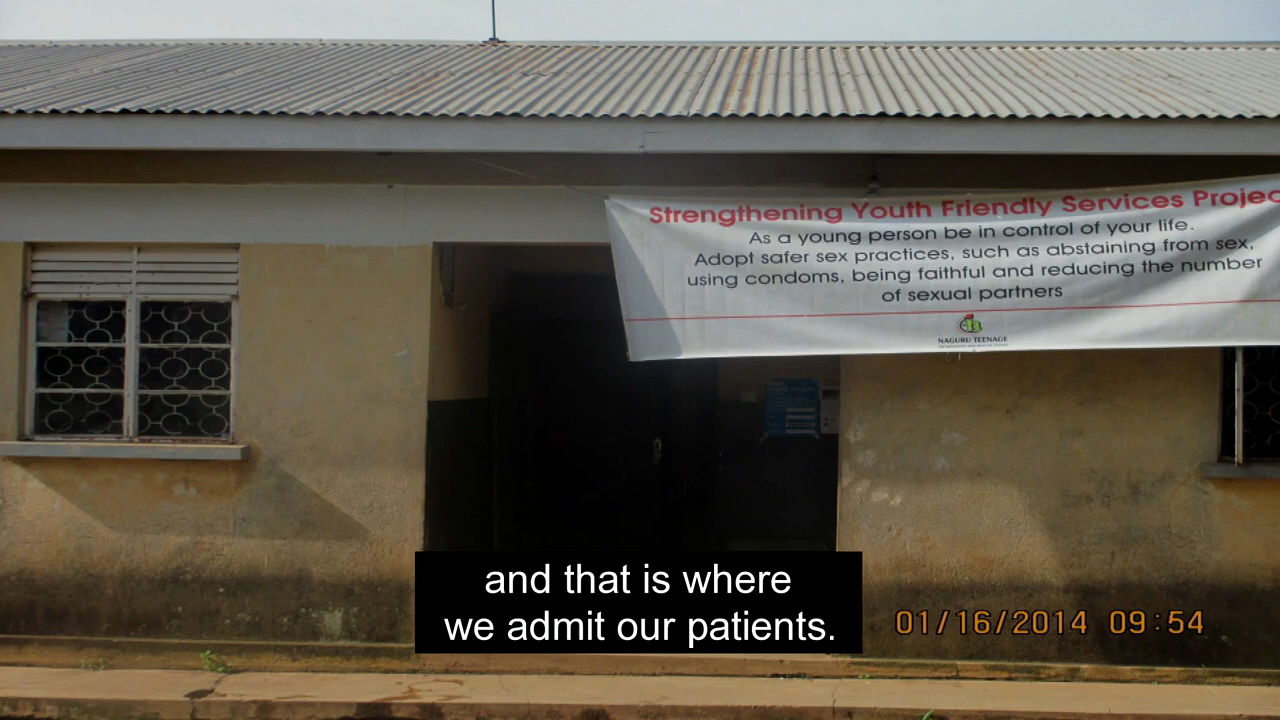 Strengthening Youth Friendly Services Projec
As a young person be in control of your life.
Adopt safer sex practices, such as abstaining from sex,
using condoms, being faithful and reducing the number
of sexual partners
NAGURU TEENAGE
and that is where
we admit our patients.
01/16/2014 09:54